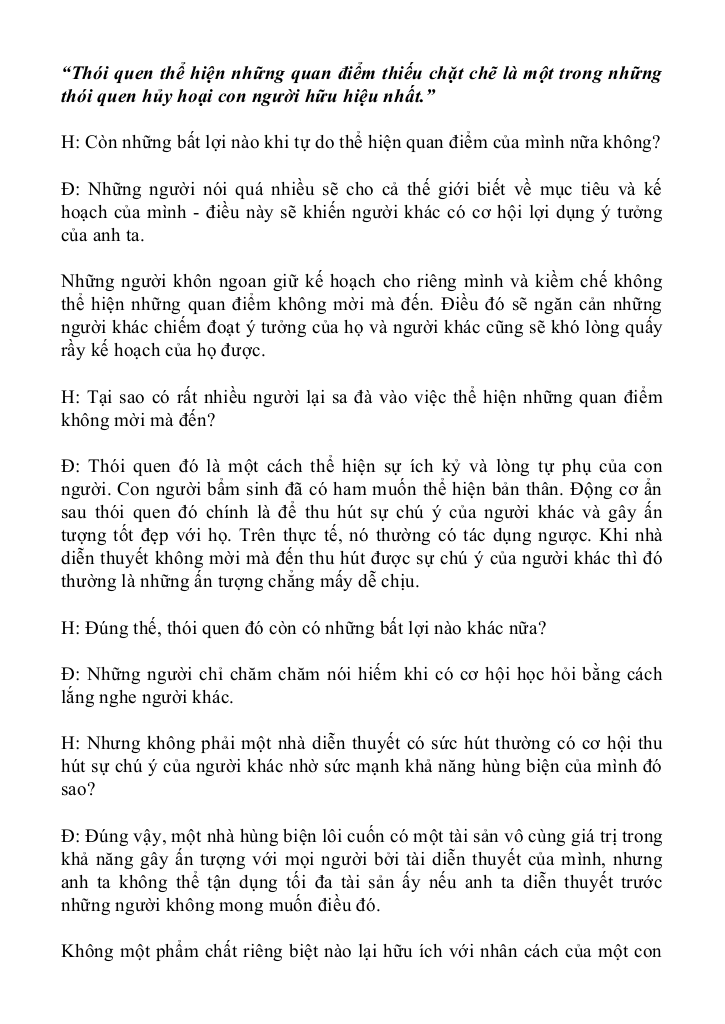 “Thói quen thể hiện những quan điểm thiếu chặt chẽ là một trong những
thói quen hủy hoại con người hữu hiệu nhất.”
H: Còn những bất lợi nào khi tự do thể hiện quan điểm của mình nữa không?
Đ: Những người nói quá nhiều sẽ cho cả thế giới biết về mục tiêu và kế
hoạch của mình - điều này sẽ khiến người khác có cơ hội lợi dụng ý tưởng
của anh ta.
Những người khôn ngoan giữ kế hoạch cho riêng mình và kiềm chế không
thể hiện những quan điểm không mời mà đến. Điều đó sẽ ngăn cản những
người khác chiếm đoạt ý tưởng của họ và người khác cũng sẽ khó lòng quấy
rầy kế hoạch của họ được.
H: Tại sao có rất nhiều người lại sa đà vào việc thể hiện những quan điểm
không mời mà đến?
Đ: Thói quen đó là một cách thể hiện sự ích kỷ và lòng tự phụ của con
người. Con người bẩm sinh đã có ham muốn thể hiện bản thân. Động cơ ẩn
sau thói quen đó chính là để thu hút sự chú ý của người khác và gây ấn
tượng tốt đẹp với họ. Trên thực tế, nó thường có tác dụng ngược. Khi nhà
diễn thuyết không mời mà đến thu hút được sự chú ý của người khác thì đó
thường là những ấn tượng chẳng mấy dễ chịu.
H: Đúng thế, thói quen đó còn có những bất lợi nào khác nữa?
Đ: Những người chỉ chăm chăm nói hiếm khi có cơ hội học hỏi bằng cách
lắng nghe người khác.
H: Nhưng không phải một nhà diễn thuyết có sức hút thường có cơ hội thu
hút sự chú ý của người khác nhờ sức mạnh khả năng hùng biện của mình đó
sao?
Đ: Đúng vậy, một nhà hùng biện lôi cuốn có một tài sản vô cùng giá trị trong
khả năng gây ấn tượng với mọi người bởi tài diễn thuyết của mình, nhưng
anh ta không thể tận dụng tối đa tài sản ấy nếu anh ta diễn thuyết trước
những người không mong muốn điều đó.
Không một phẩm chất riêng biệt nào lại hữu ích với nhân cách của một con